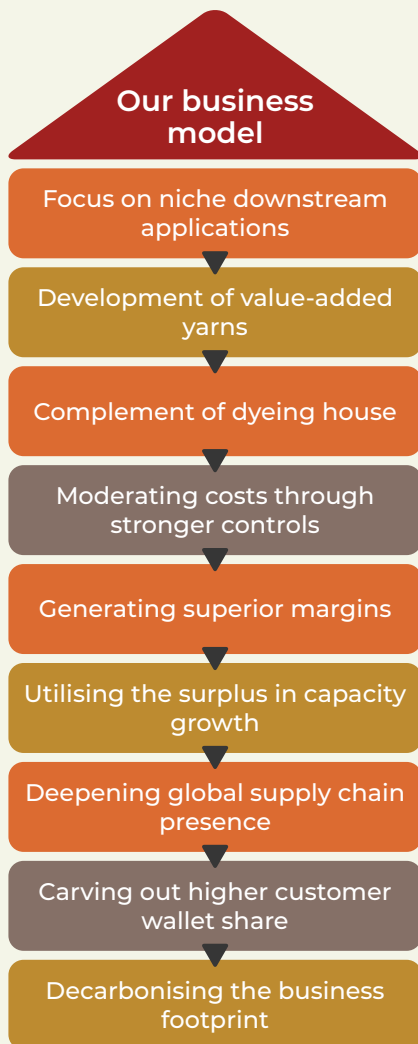 Our business
model
Focus on niche downstream
applications
Development of value-added
yarns
Complement of dyeing house
Moderating costs through
stronger controls
Generating superior margins
Utilising the surplus in capacity
growth
Deepening global supply chain
presence
Carving out higher customer
wallet share
Decarbonising the business
footprint